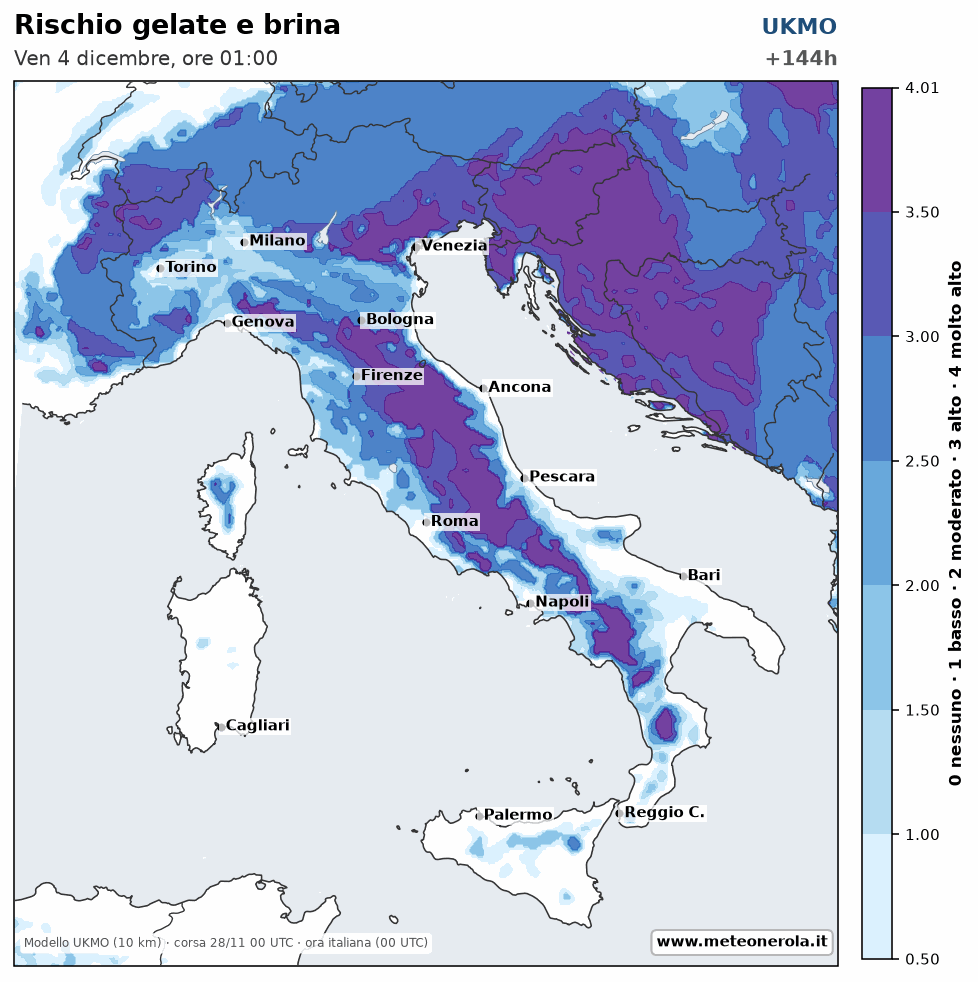 Rischio gelate e brina
UKMO
Ven 4 dicembre, ore 01:00
+144h
4.01
3.50
3.00
2.50
2.00
1.50
1.00
0.50
0 nessuno · 1 basso · 2 moderato · 3 alto · 4 molto alto
Milano
Venezia
Torino
Genova
Bologna
Firenze
Ancona
Pescara
Roma
Bari
Napoli
Cagliari
Palermo
Reggio C.
Modello UKMO (10 km) · corsa 28/11 00 UTC · ora italiana (00 UTC)
www.meteonerola.it